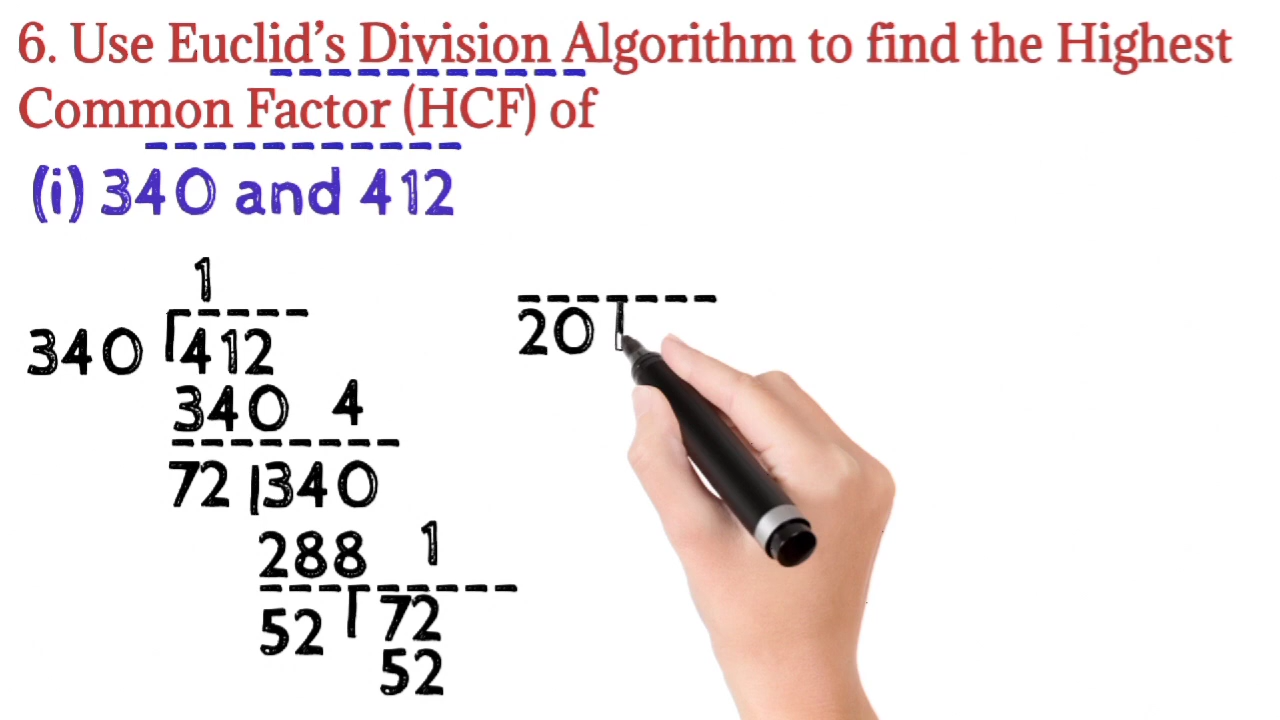 6. Use Euclid's Division Algorithm to find the Highest
Common Factor (HCF) of
(i) 340 and 412
1
340 412
340 4
72 340
288 1
52 72
52
20